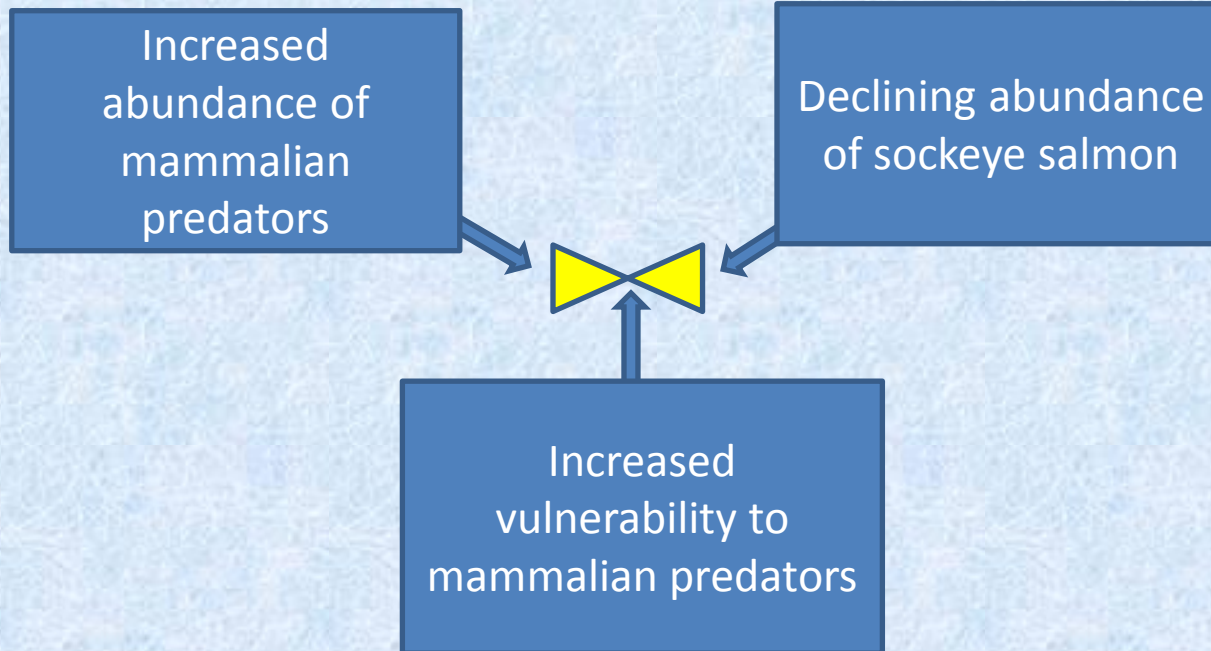 Increased
abundance of
mammalian
predators
Declining abundance
of sockeye salmon
Increased
vulnerability to
mammalian predators